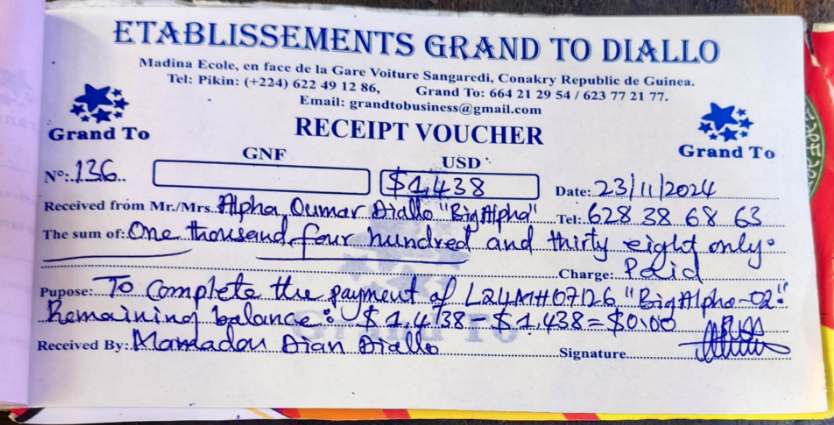 ETABLISSEMENTS GRAND TO DIALLO
Madina Ecole, en face de la Gare Voiture Sangaredi, Conakry Republic de Guinea.
Tel: Pikin: (+224) 622 49 12 86, Grand To: 664 21 29 54 / 623 77 21 77.
Email: grandtobusiness@gmail.com
Grand To
RECEIPT VOUCHER
Grand To
GNF USD
Nº:.136.. $1,438 Date: 23/11/2024
Received from Mr./Mrs. Alpha Oumar Diallo "BigAlpha" Tel: 628 38 68 63
The sum of: One thousand four hundred and thirty eight only.
Charge: Paid
Pupose: To Complete the payment of L24MH07126 "BigAlpha-02."
Remaining balance: $1,438-$1,438=$0.00
Received By: Mamadou Dian Diallo Signature